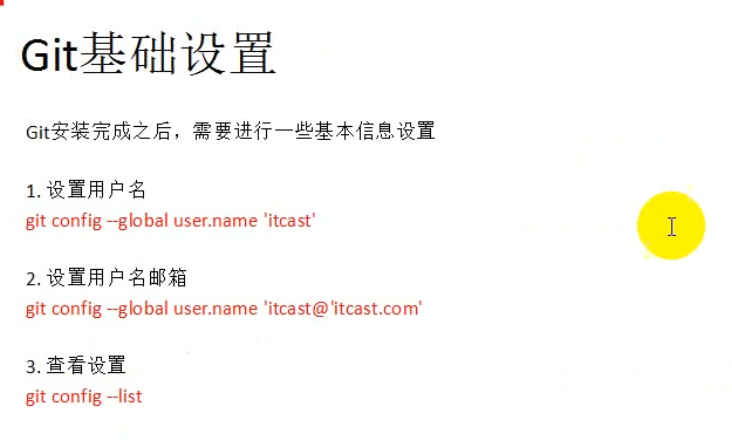 Git基础设置
Git安装完成之后，需要进行一些基本信息设置
1. 设置用户名
git config --global user.name 'itcast'
2. 设置用户名邮箱
git config --global user.name 'itcast@'itcast.com'
3. 查看设置
git config --list